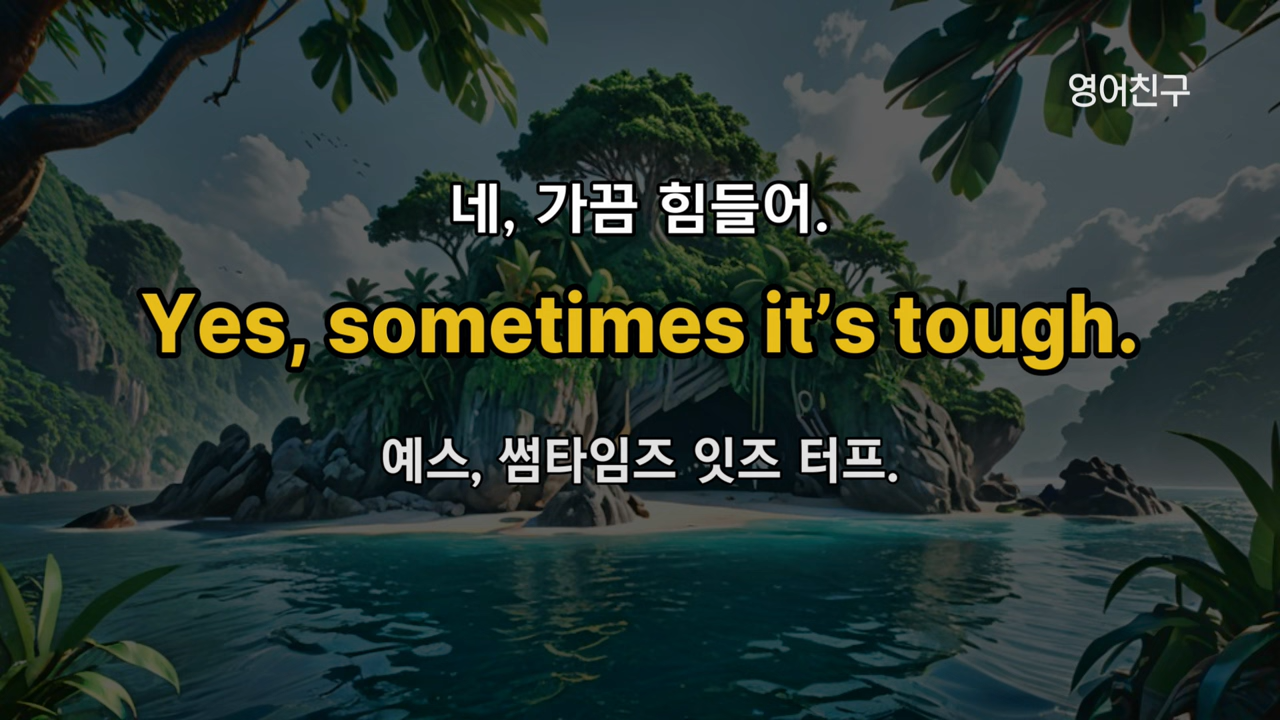 영어친구
네, 가끔 힘들어.
Yes, sometimes it’s tough.
예스, 썸타임즈 잇즈 터프.